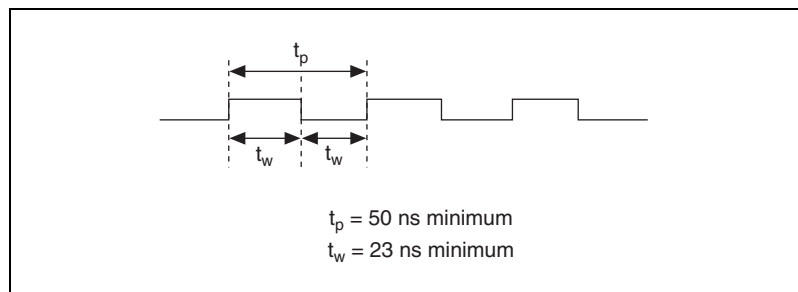 tp
tw tw
tp = 50 ns minimum
tw = 23 ns minimum